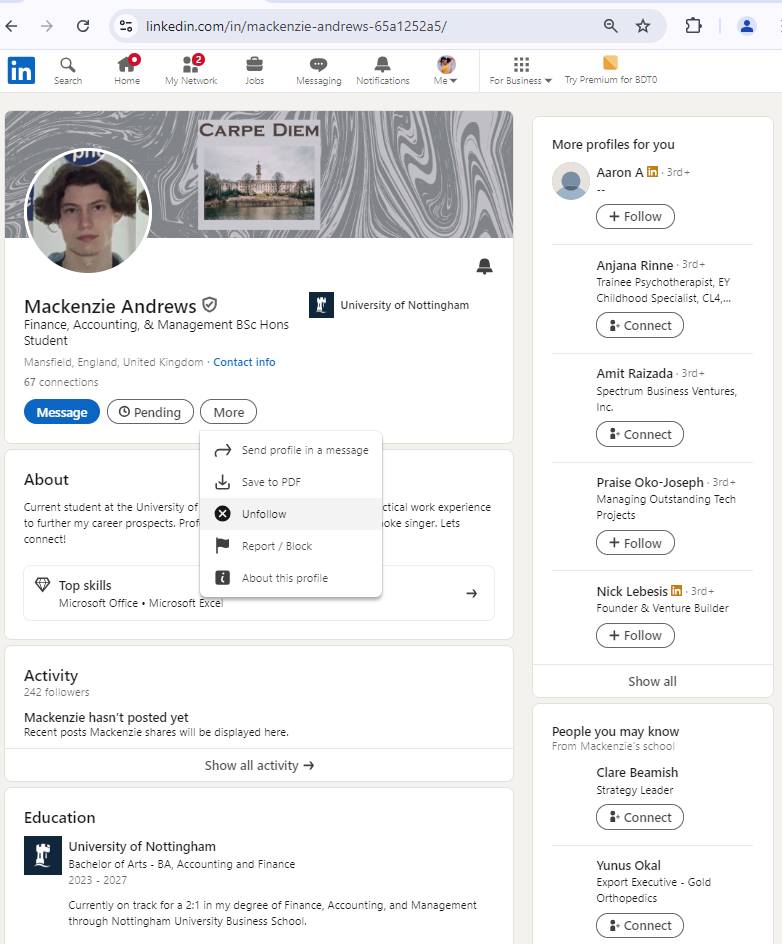 linkedin.com/in/mackenzie-andrews-65a1252a5/
in
Search
Home
2
My Network
Jobs
Messaging
Notifications
Me
For Business
Try Premium for BDT0
CARPE DIEM
Mackenzie Andrews
Finance, Accounting, & Management BSc Hons
Student
Mansfield, England, United Kingdom · Contact info
67 connections
University of Nottingham
Message
Pending
More
Send profile in a message
Save to PDF
Unfollow
Report / Block
About this profile
About
Current student at the University of
ctical work experience
to further my career prospects.
oke singer. Lets
connect!
Top skills
Microsoft Office • Microsoft Excel
Activity
242 followers
Mackenzie hasn't posted yet
Recent posts Mackenzie shares will be displayed here.
Show all activity →
Education
University of Nottingham
Bachelor of Arts - BA, Accounting and Finance
2023 - 2027
Currently on track for a 2:1 in my degree of Finance, Accounting, and Management
through Nottingham University Business School.
More profiles for you
Aaron A in · 3rd+
--
+ Follow
Anjana Rinne · 3rd+
Trainee Psychotherapist, EY
Childhood Specialist, CL4,...
Connect
Amit Raizada · 3rd+
Spectrum Business Ventures,
Inc.
Connect
Praise Oko-Joseph · 3rd+
Managing Outstanding Tech
Projects
+ Follow
Nick Lebesis in · 3rd+
Founder & Venture Builder
+ Follow
Show all
People you may know
From Mackenzie's school
Clare Beamish
Strategy Leader
Connect
Yunus Okal
Export Executive - Gold
Orthopedics
Connect